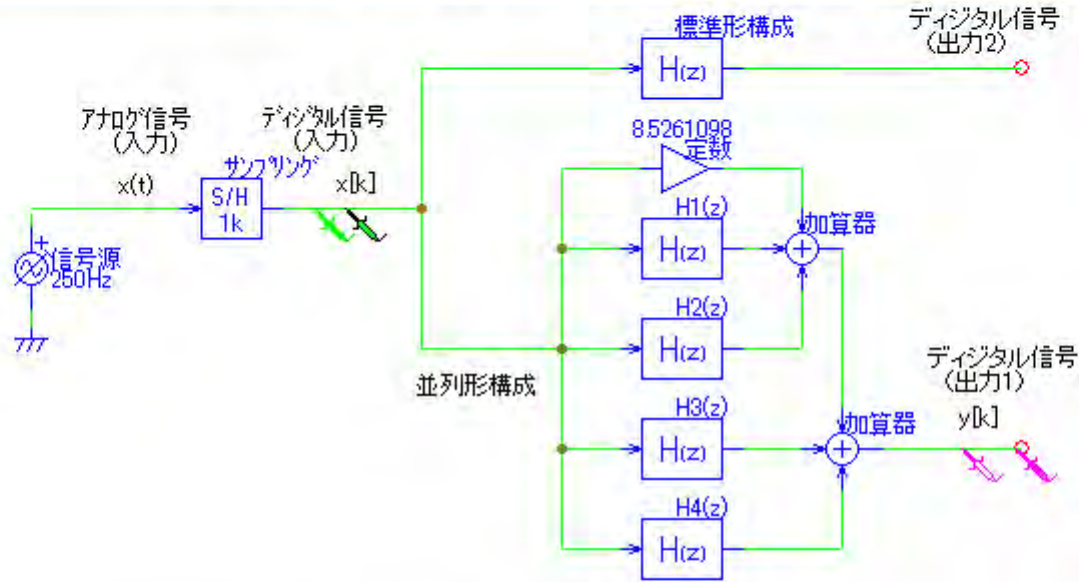 標準形構成
H(z)
ディジタル信号
(出力2)
アナログ信号
(入力)
x(t)
ディジタル信号
(入力)
x[k]
サンプリング
S/H
1k
信号源
250Hz
8.5261098
定数
H1(z)
H(z)
加算器
H2(z)
H(z)
並列形構成
H3(z)
H(z)
加算器
ディジタル信号
(出力1)
y[k]
H4(z)
H(z)